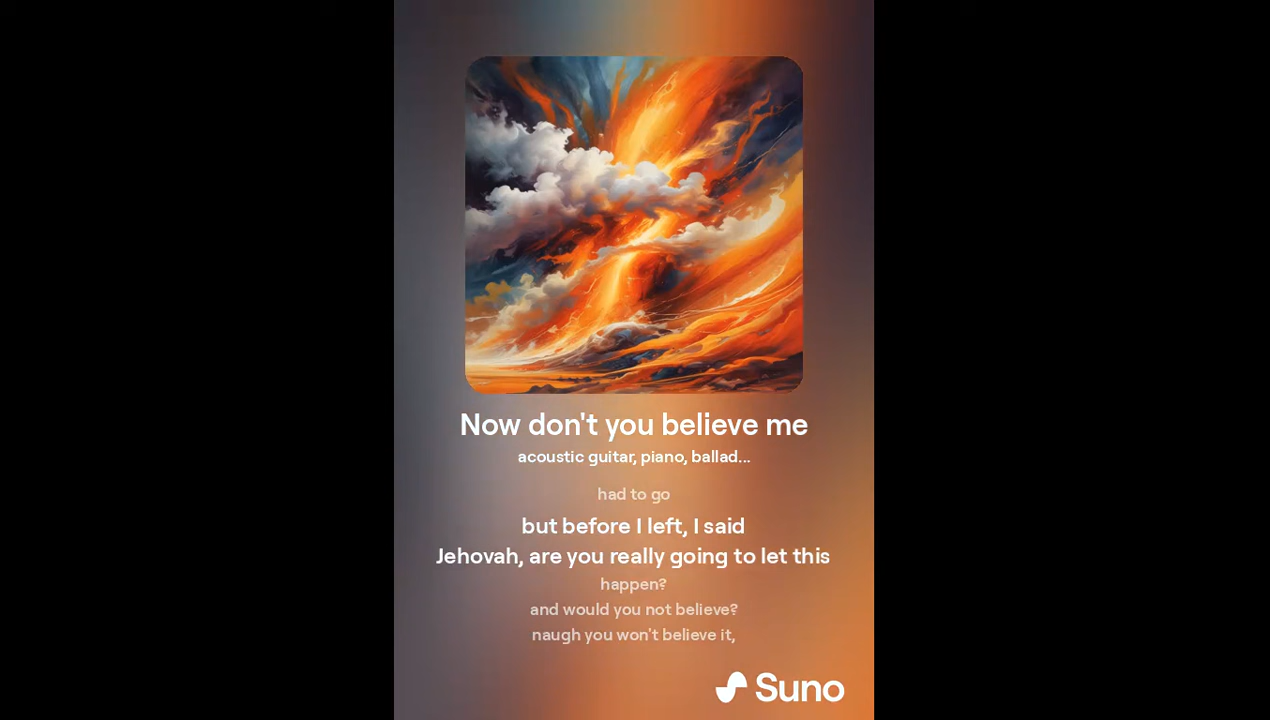 Now don't you believe me
acoustic guitar, piano, ballad...
had to go
but before I left, I said
Jehovah, are you really going to let this
happen?
and would you not believe?
naugh you won't believe it,
Suno